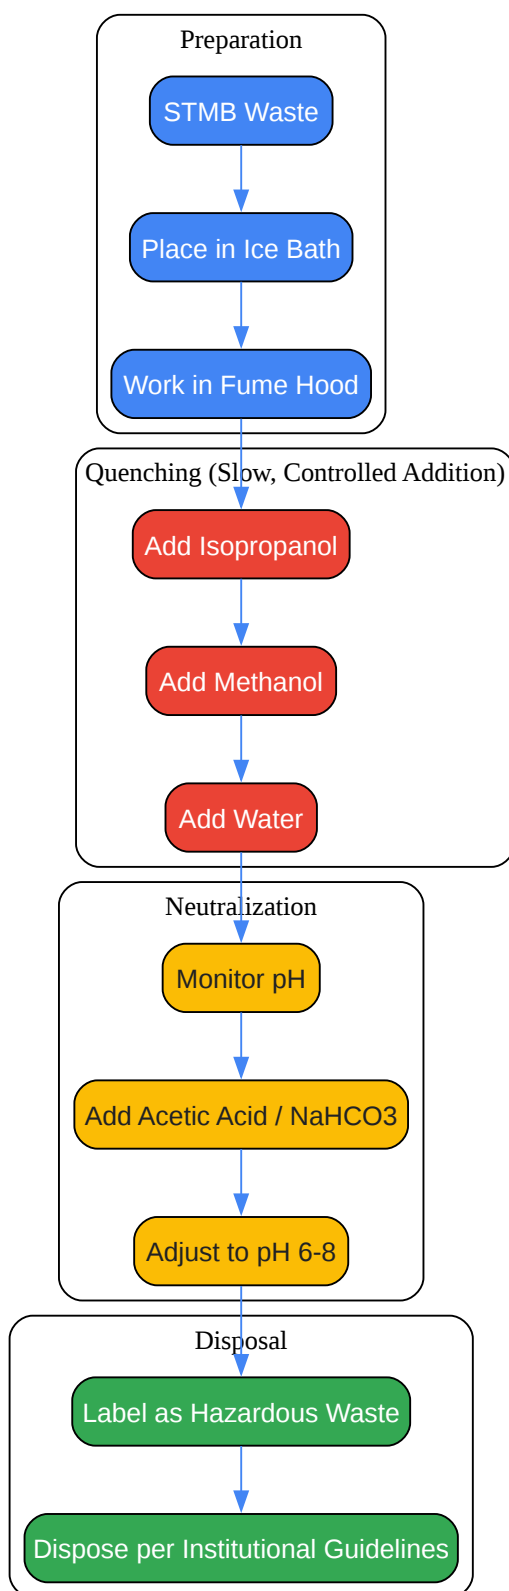 Preparation
STMB Waste
Place in Ice Bath
Work in Fume Hood
Quenching (Slow, Controlled Addition)
Add Isopropanol
Add Methanol
Add Water
Neutralization
Monitor pH
Add Acetic Acid / NaHCO3
Adjust to pH 6-8
Disposal
Label as Hazardous Waste
Dispose per Institutional Guidelines